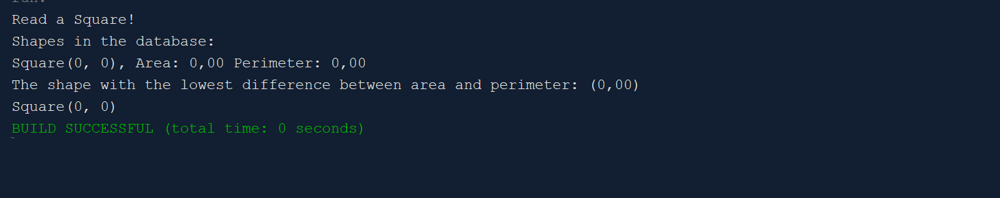 run:
Read a Square!
Shapes in the database:
Square(0, 0), Area: 0,00 Perimeter: 0,00
The shape with the lowest difference between area and perimeter: (0,00)
Square(0, 0)
BUILD SUCCESSFUL (total time: 0 seconds)